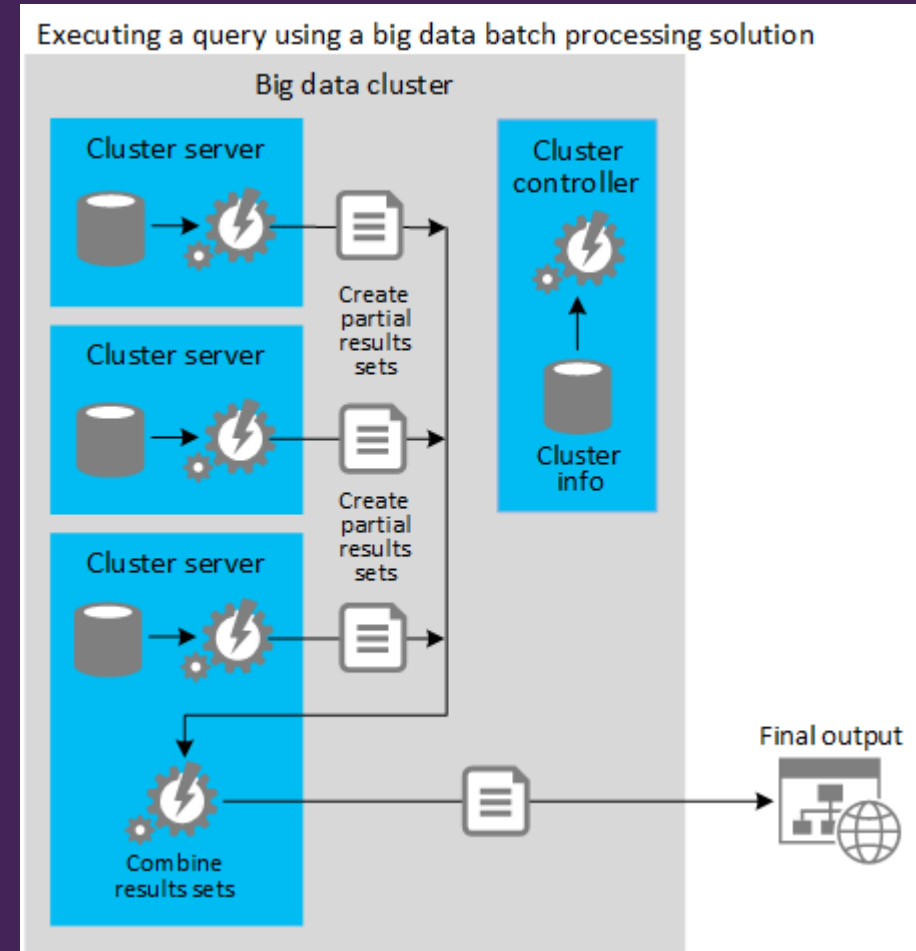 Executing a query using a big data batch processing solution
Big data cluster
Cluster server
Cluster
controller
Create
partial
results
sets
Cluster server
Cluster
info
Create
partial
results
sets
Cluster server
Final output
Combine
results sets